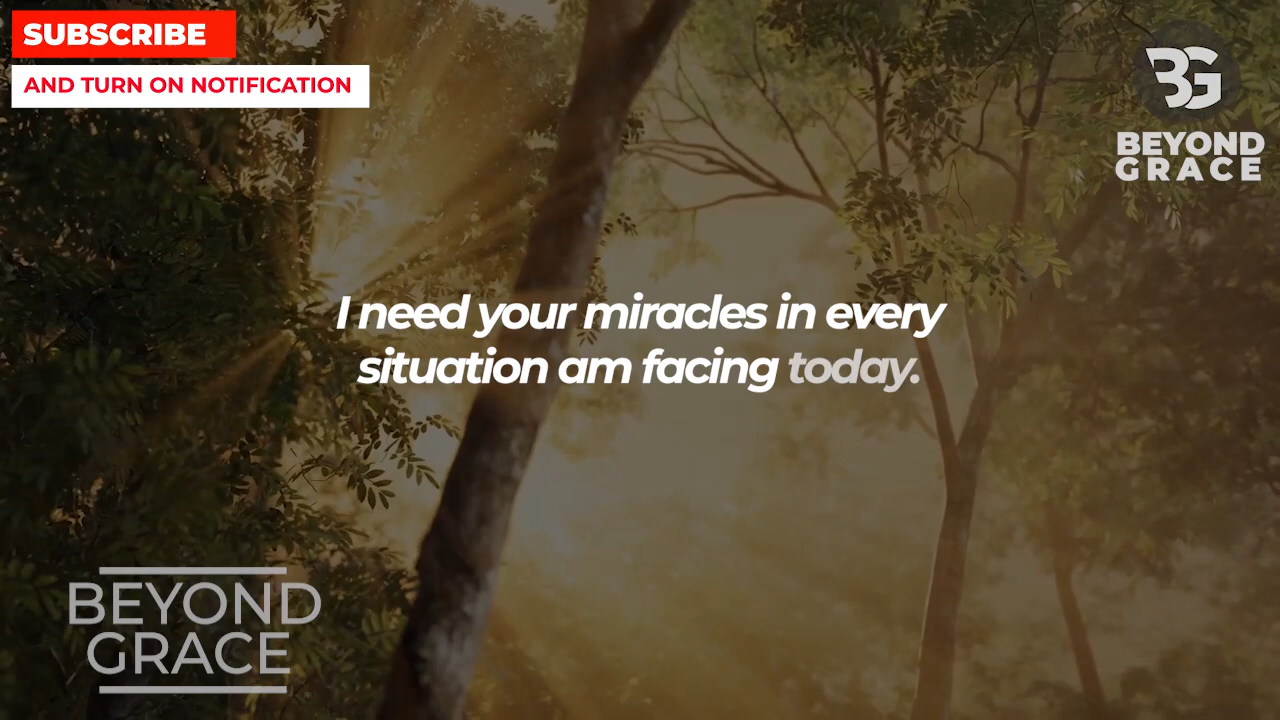 SUBSCRIBE
AND TURN ON NOTIFICATION
BG
BEYOND
GRACE
I need your miracles in every
situation am facing today.
BEYOND
GRACE